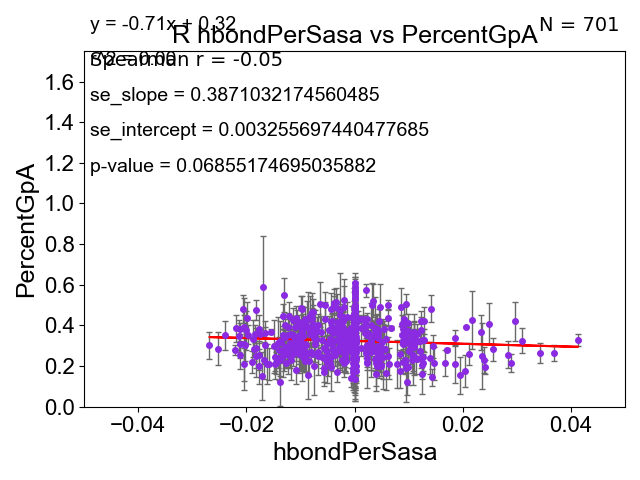 y = -0.71x + 0.32
N = 701
R hbondPerSasa vs PercentGpA
Spearman r = -0.05
se_slope = 0.3871032174560485
se_intercept = 0.003255697440477685
p-value = 0.06855174695035882
PercentGpA
1.6
1.4
1.2
1.0
0.8
0.6
0.4
0.2
0.0
−0.04 −0.02 0.00 0.02 0.04
hbondPerSasa